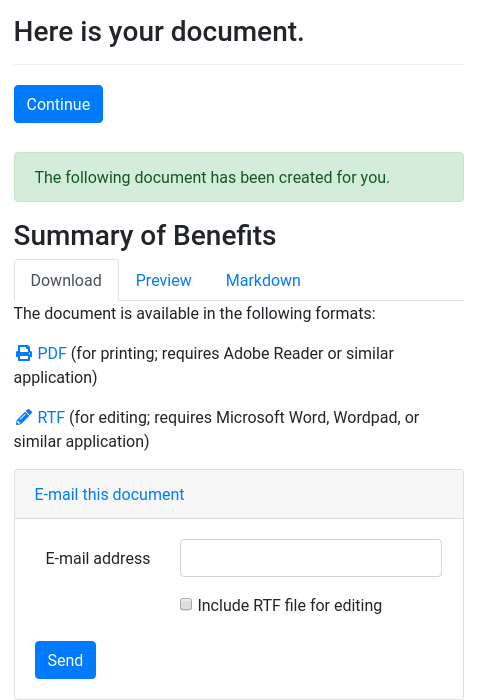 Here is your document.
Continue
The following document has been created for you.
Summary of Benefits
Download Preview Markdown
The document is available in the following formats:
PDF (for printing; requires Adobe Reader or similar
application)
RTF (for editing; requires Microsoft Word, Wordpad, or
similar application)
E-mail this document
E-mail address
Include RTF file for editing
Send